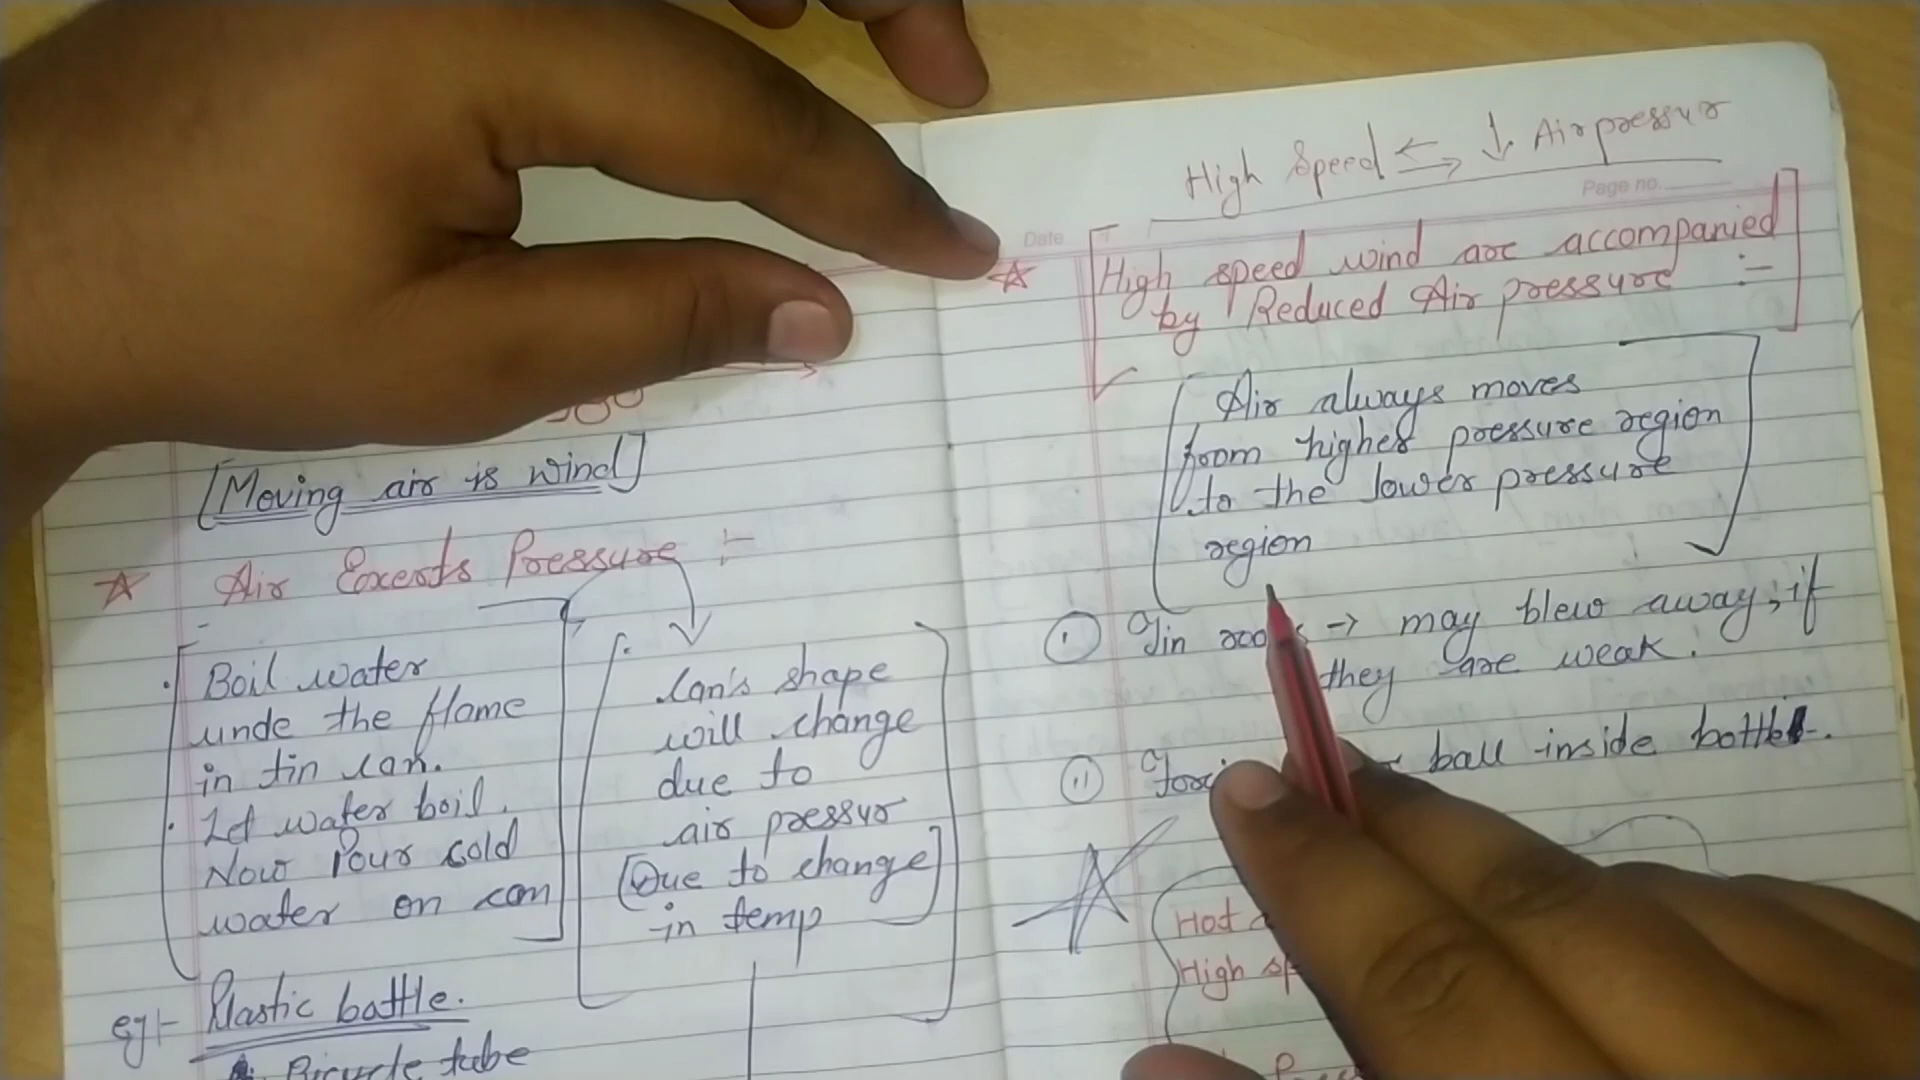 [Moving air is wind]
Air Exerts Pressure :-
Boil water
unde the flame
in tin can.
Let water boil.
Now Pour cold
water on can
Can's shape
will change
due to
air pressur
[Due to change]
in temp
eg:- Plastic bottle.
Bicycle tube
High Speed ⇆ ↓ Airpressur
Page no.
Date
High speed wind are accompanied
by Reduced Air pressure :-
Air always moves
from higher pressure region
to the lower pressure
region
(i) Tin → may blew away, if
they are weak.
(ii) ball inside bottle.
Hot
High